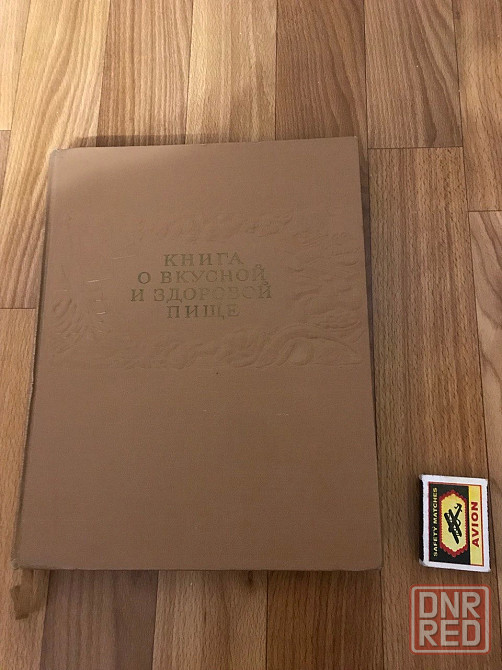 КНИГА
О ВКУСНОЙ
И ЗДОРОВОЙ
ПИЩЕ
SAFETY MATCHES
AVION
DNR
RED